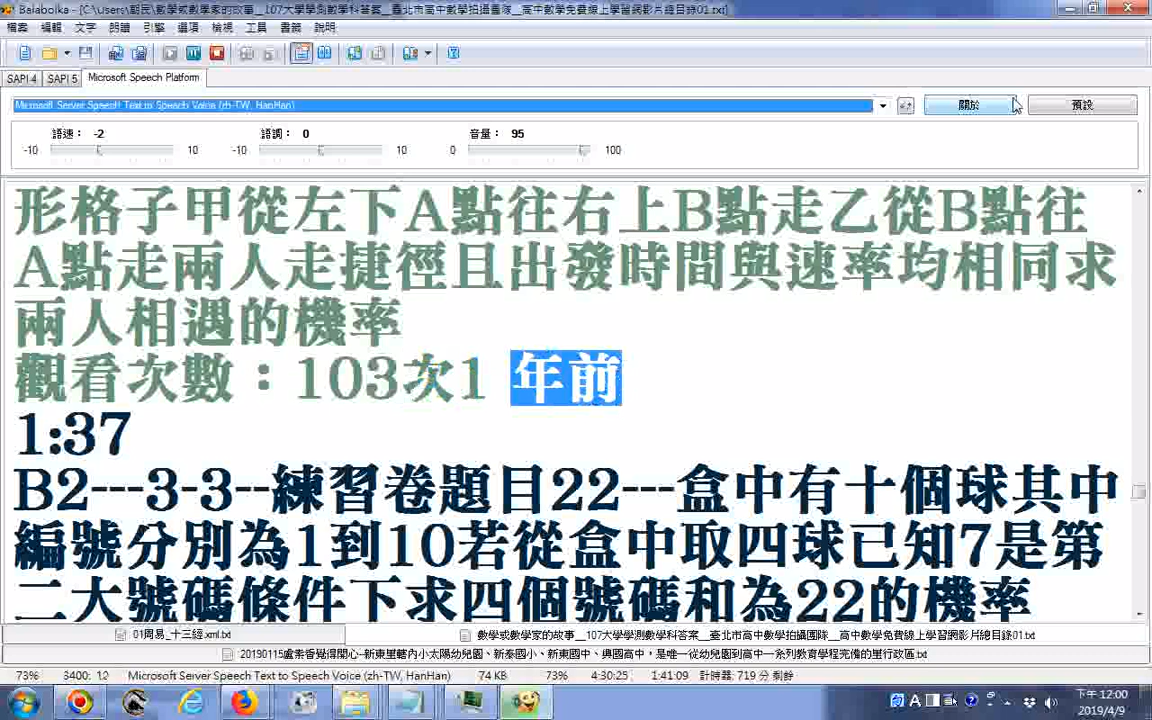 Balabolka - [C:\Users\朝民\數學或數學家的故事__107大學學測數學科答案__臺北市高中數學拍攝團隊__高中數學免費線上學習網影片總目錄01.txt]
檔案 編輯 文字 朗讀 引擎 選項 檢視 工具 書籤 說明
SAPI 4 SAPI 5 Microsoft Speech Platform
Microsoft Server Speech Text to Speech Voice (zh-TW, HanHan) 關於 預設
語速： -2 語調： 0 音量： 95
-10 10 -10 10 0 100
形格子甲從左下A點往右上B點走乙從B點往
A點走兩人走捷徑且出發時間與速率均相同求
兩人相遇的機率
觀看次數：103次1 年前
1:37
B2---3-3--練習卷題目22---盒中有十個球其中
編號分別為1到10若從盒中取四球已知7是第
二大號碼條件下求四個號碼和為22的機率
01周易_十三經.xml.txt 數學或數學家的故事__107大學學測數學科答案__臺北市高中數學拍攝團隊__高中數學免費線上學習網影片總目錄01.txt
20190115盧素香覺得開心-新東里轄內小太陽幼兒園、新泰國小、新東國中、興國高中，是唯一從幼兒園到高中一系列教育學程完備的里行政區.txt
73% 3400: 12 Microsoft Server Speech Text to Speech Voice (zh-TW, HanHan) 74 KB 73% 4:30:25 1:41:09 計時器: 719 分 剩餘
下午 12:00
2019/4/9